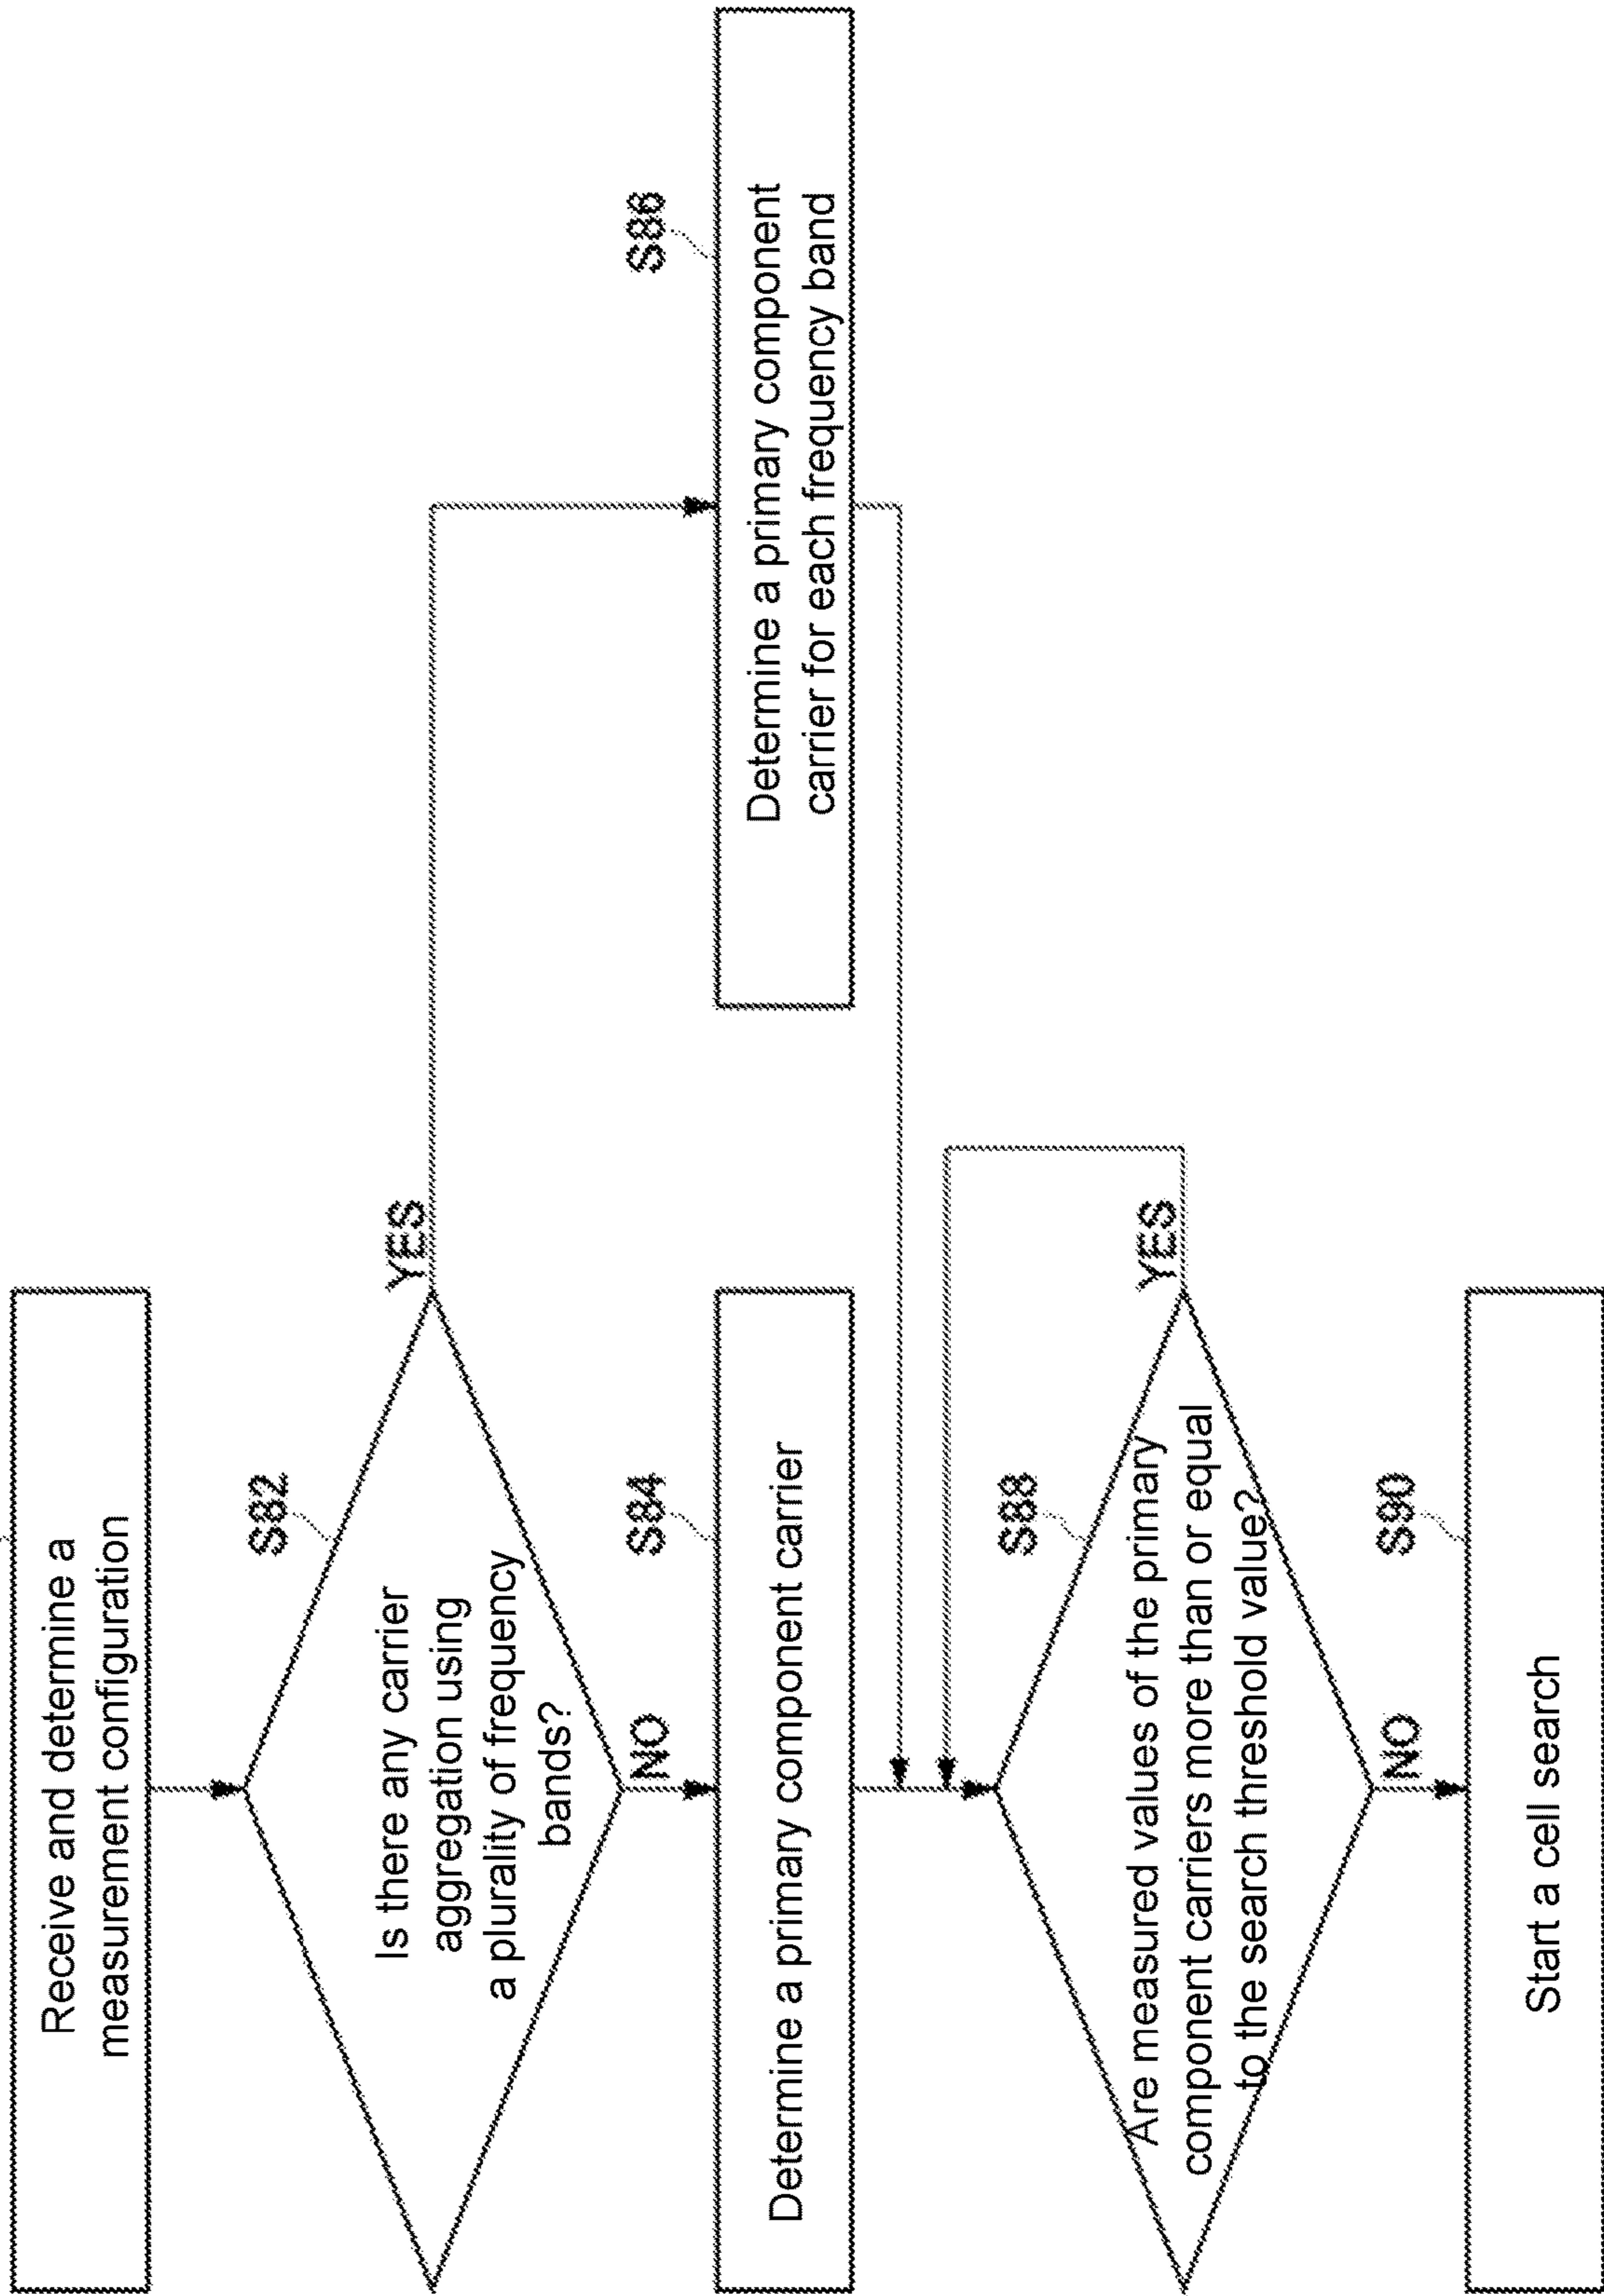 Receive and determine a
measurement configuration
S82
Is there any carrier
aggregation using
a plurality of frequency
bands?
YES
NO
S84
Determine a primary component carrier
S86
Determine a primary component
carrier for each frequency band
S88
Are measured values of the primary
component carriers more than or equal
to the search threshold value?
YES
NO
S90
Start a cell search